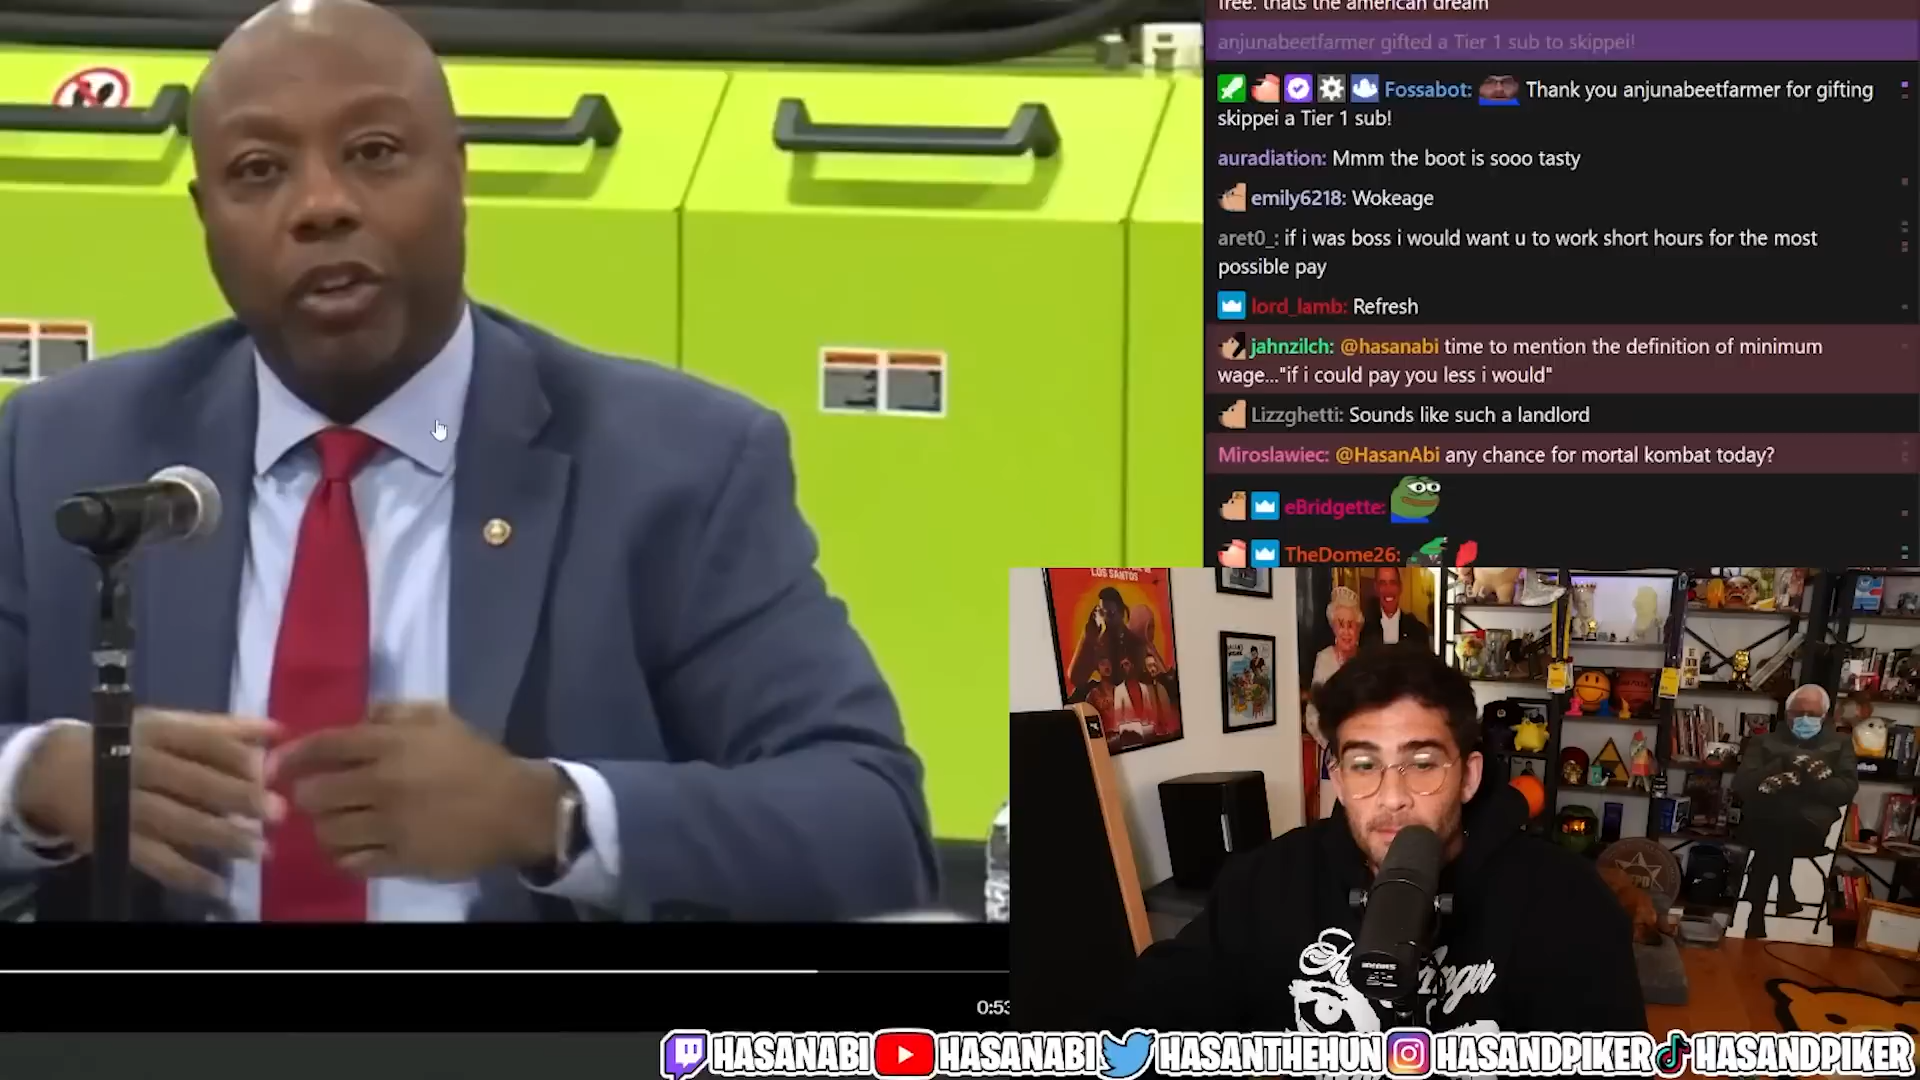 free. thats the american dream
anjunabeetfarmer gifted a Tier 1 sub to skippei!
Fossabot: Thank you anjunabeetfarmer for gifting
skippei a Tier 1 sub!
auradiation: Mmm the boot is sooo tasty
emily6218: Wokeage
aret0_: if i was boss i would want u to work short hours for the most
possible pay
lord_lamb: Refresh
jahnzilch: @hasanabi time to mention the definition of minimum
wage..."if i could pay you less i would"
Lizzghetti: Sounds like such a landlord
Miroslawiec: @HasanAbi any chance for mortal kombat today?
eBridgette:
TheDome26:
LOS SANTOS
0:53
HASANABI HASANABI HASANTHEHUN HASANDPIKER HASANDPIKER